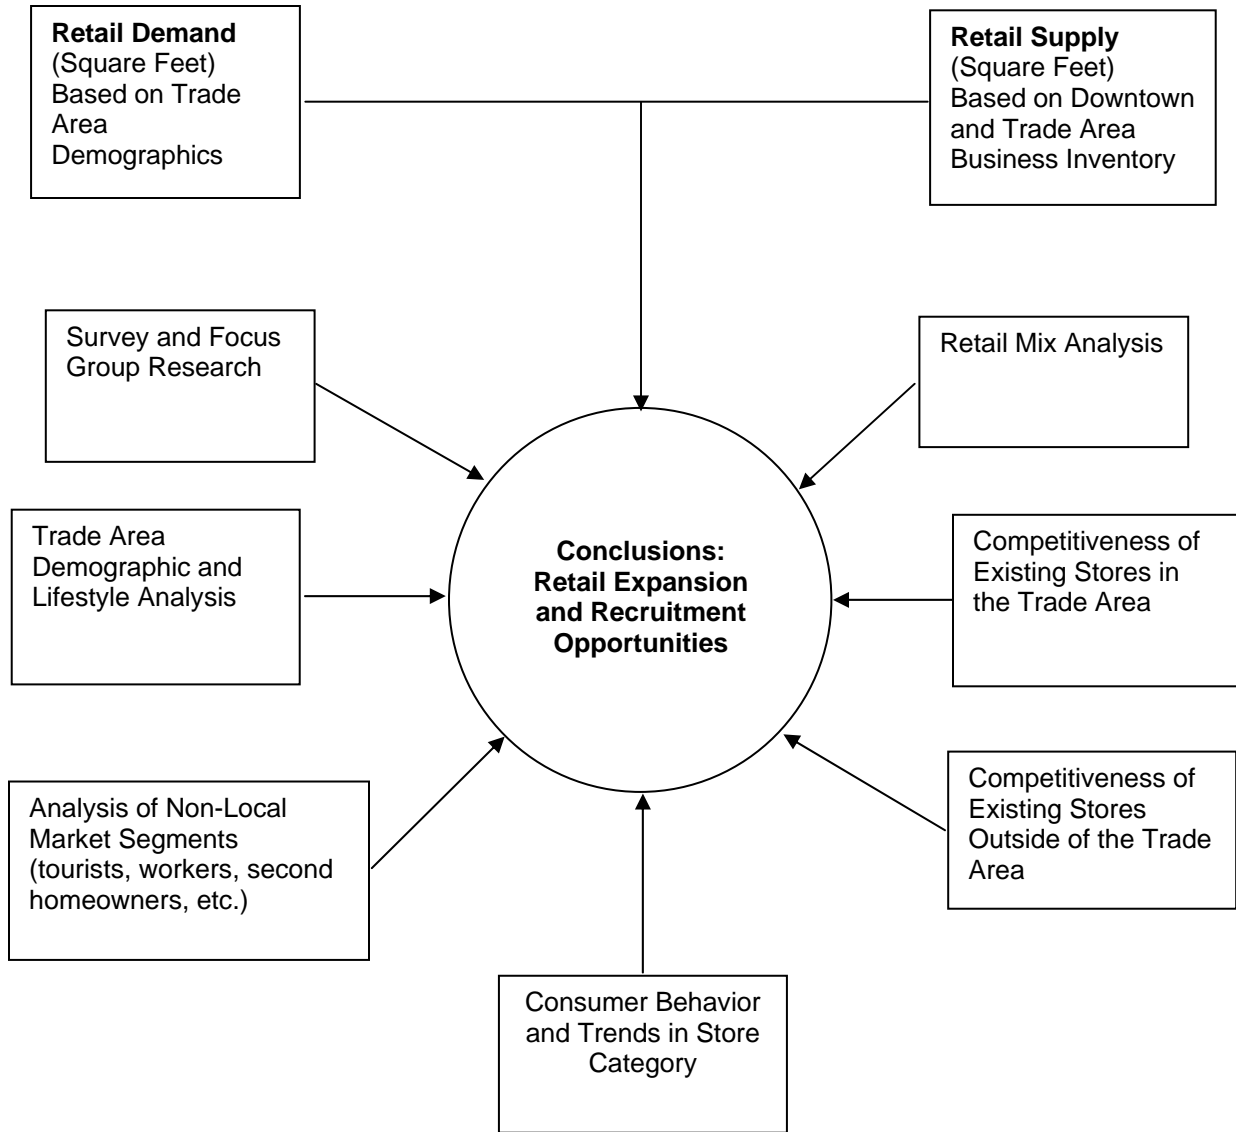 Retail Demand
(Square Feet)
Based on Trade
Area
Demographics
Retail Supply
(Square Feet)
Based on Downtown
and Trade Area
Business Inventory
Survey and Focus
Group Research
Retail Mix Analysis
Trade Area
Demographic and
Lifestyle Analysis
Conclusions:
Retail Expansion
and Recruitment
Opportunities
Competitiveness of
Existing Stores in
the Trade Area
Analysis of Non-Local
Market Segments
(tourists, workers, second
homeowners, etc.)
Competitiveness of
Existing Stores
Outside of the Trade
Area
Consumer Behavior
and Trends in Store
Category